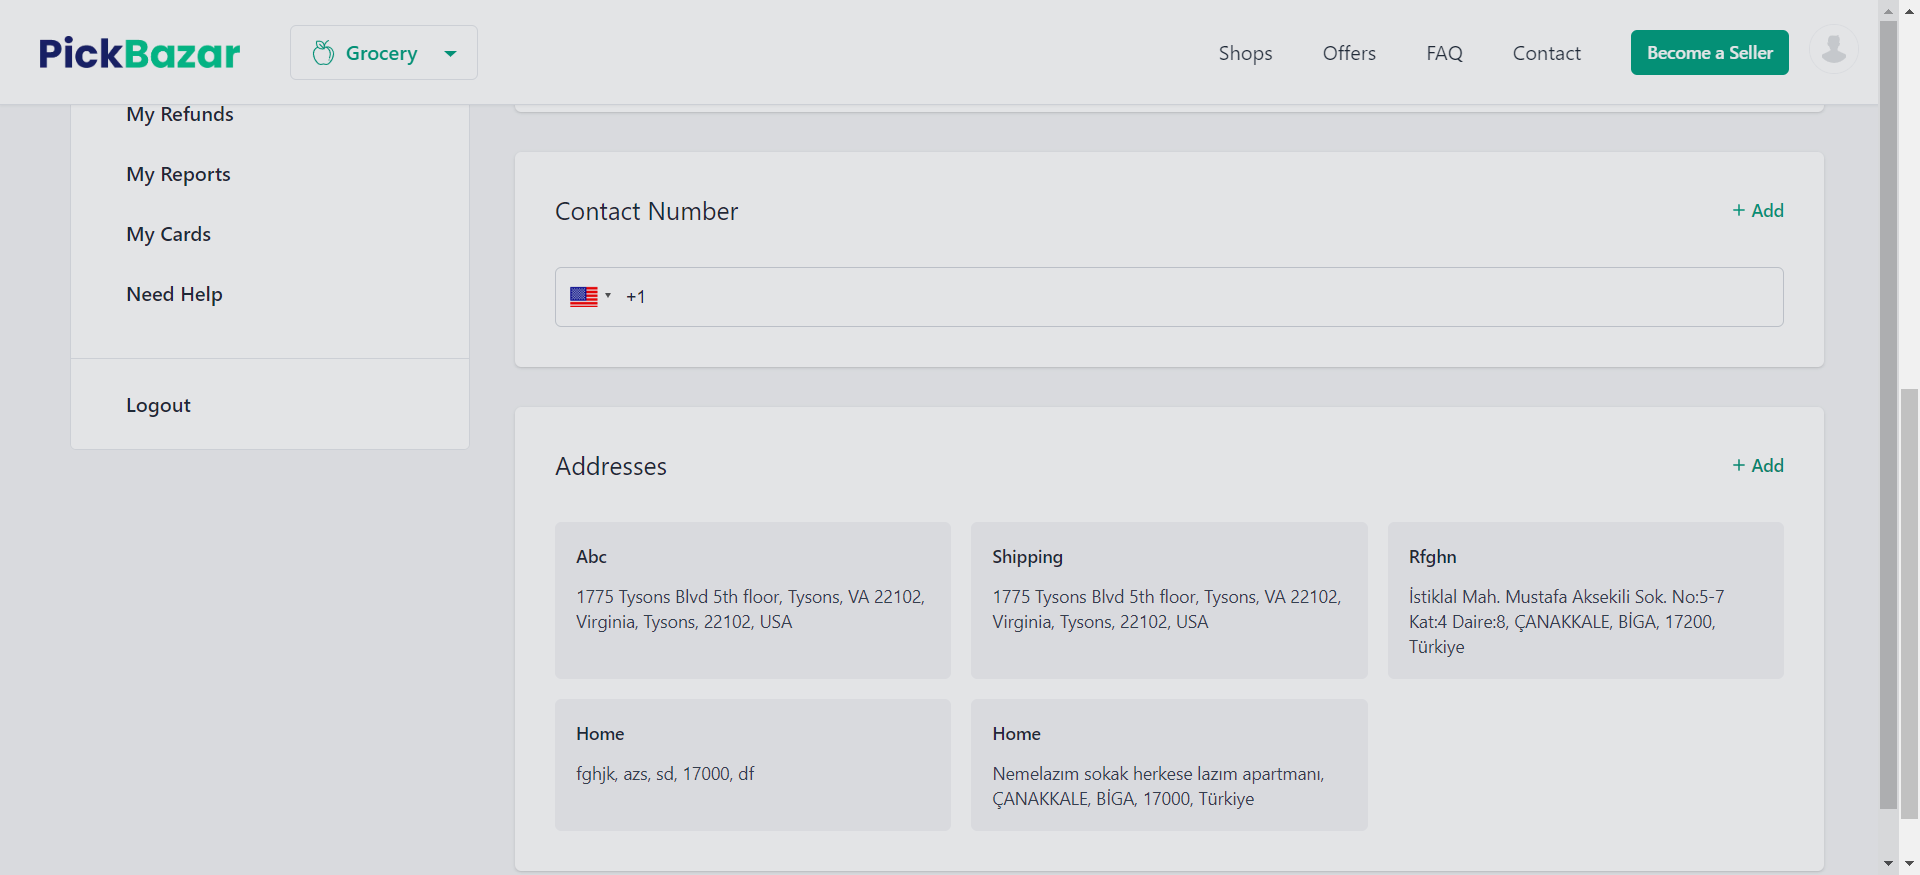 PickBazar
Grocery
Shops
Offers
FAQ
Contact
Become a Seller
My Refunds
My Reports
My Cards
Need Help
Logout
Contact Number
+ Add
+1
Addresses
+ Add
Abc
1775 Tysons Blvd 5th floor, Tysons, VA 22102,
Virginia, Tysons, 22102, USA
Shipping
1775 Tysons Blvd 5th floor, Tysons, VA 22102,
Virginia, Tysons, 22102, USA
Rfghn
İstiklal Mah. Mustafa Aksekili Sok. No:5-7
Kat:4 Daire:8, ÇANAKKALE, BİGA, 17200,
Türkiye
Home
fghjk, azs, sd, 17000, df
Home
Nemelazım sokak herkese lazım apartmanı,
ÇANAKKALE, BİGA, 17000, Türkiye